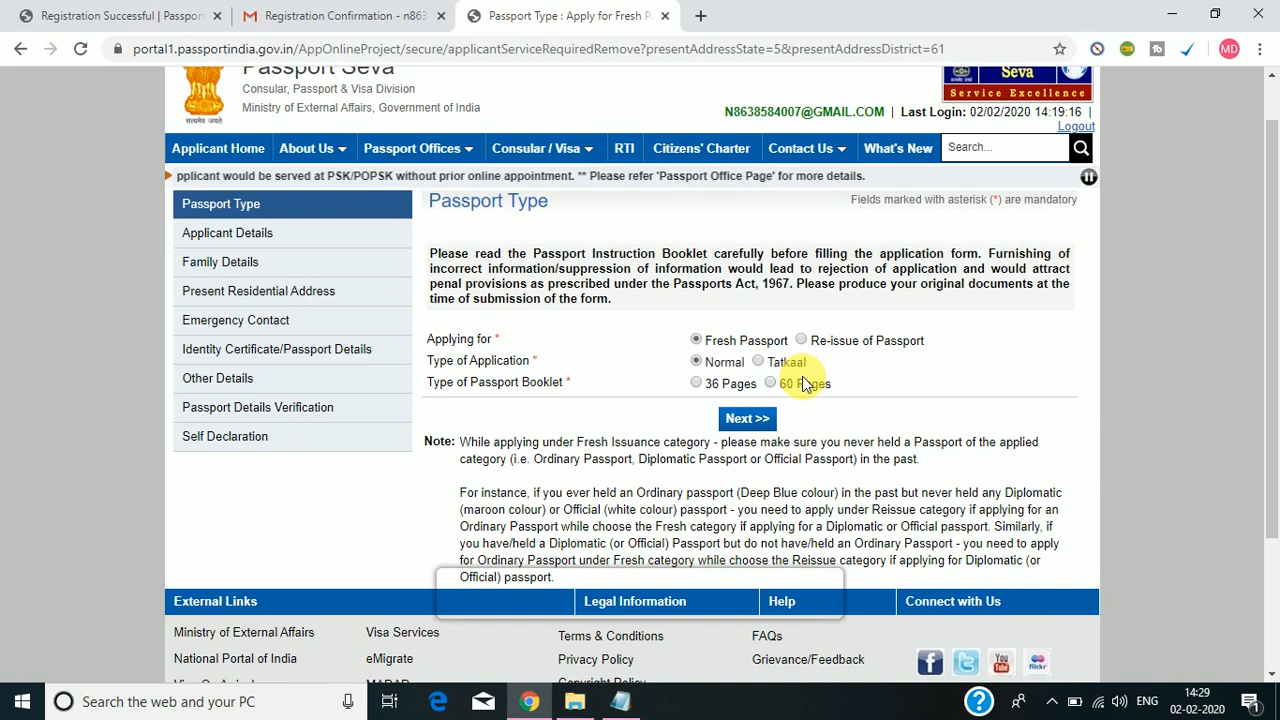 Registration Successful | Passpor
Registration Confirmation - n863
Passport Type : Apply for Fresh P
portal1.passportindia.gov.in/AppOnlineProject/secure/applicantServiceRequiredRemove?presentAddressState=5&presentAddressDistrict=61
MD
Passport Seva
Consular, Passport & Visa Division
Ministry of External Affairs, Government of India
सत्यमेव जयते
Seva
Service Excellence
N8638584007@GMAIL.COM | Last Login: 02/02/2020 14:19:16 |
Logout
Applicant Home About Us Passport Offices Consular / Visa RTI Citizens' Charter Contact Us What's New Search...
pplicant would be served at PSK/POPSK without prior online appointment. ** Please refer 'Passport Office Page' for more details.
Passport Type
Applicant Details
Family Details
Present Residential Address
Emergency Contact
Identity Certificate/Passport Details
Other Details
Passport Details Verification
Self Declaration
Passport Type
Fields marked with asterisk (*) are mandatory
Please read the Passport Instruction Booklet carefully before filling the application form. Furnishing of
incorrect information/suppression of information would lead to rejection of application and would attract
penal provisions as prescribed under the Passports Act, 1967. Please produce your original documents at the
time of submission of the form.
Applying for * Fresh Passport Re-issue of Passport
Type of Application * Normal Tatkaal
Type of Passport Booklet * 36 Pages 60 Pages
Next >>
Note: While applying under Fresh Issuance category - please make sure you never held a Passport of the applied
category (i.e. Ordinary Passport, Diplomatic Passport or Official Passport) in the past.
For instance, if you ever held an Ordinary passport (Deep Blue colour) in the past but never held any Diplomatic
(maroon colour) or Official (white colour) passport - you need to apply under Reissue category if applying for an
Ordinary Passport while choose the Fresh category if applying for a Diplomatic or Official passport. Similarly, if
you have/held a Diplomatic (or Official) Passport but do not have/held an Ordinary Passport - you need to apply
for Ordinary Passport under Fresh category while choose the Reissue category if applying for Diplomatic (or
Official) passport.
External Links Legal Information Help Connect with Us
Ministry of External Affairs Visa Services Terms & Conditions FAQs
National Portal of India eMigrate Privacy Policy Grievance/Feedback
Copyright Policy
You
Tube
flickr
Search the web and your PC
ENG
14:29
02-02-2020
1